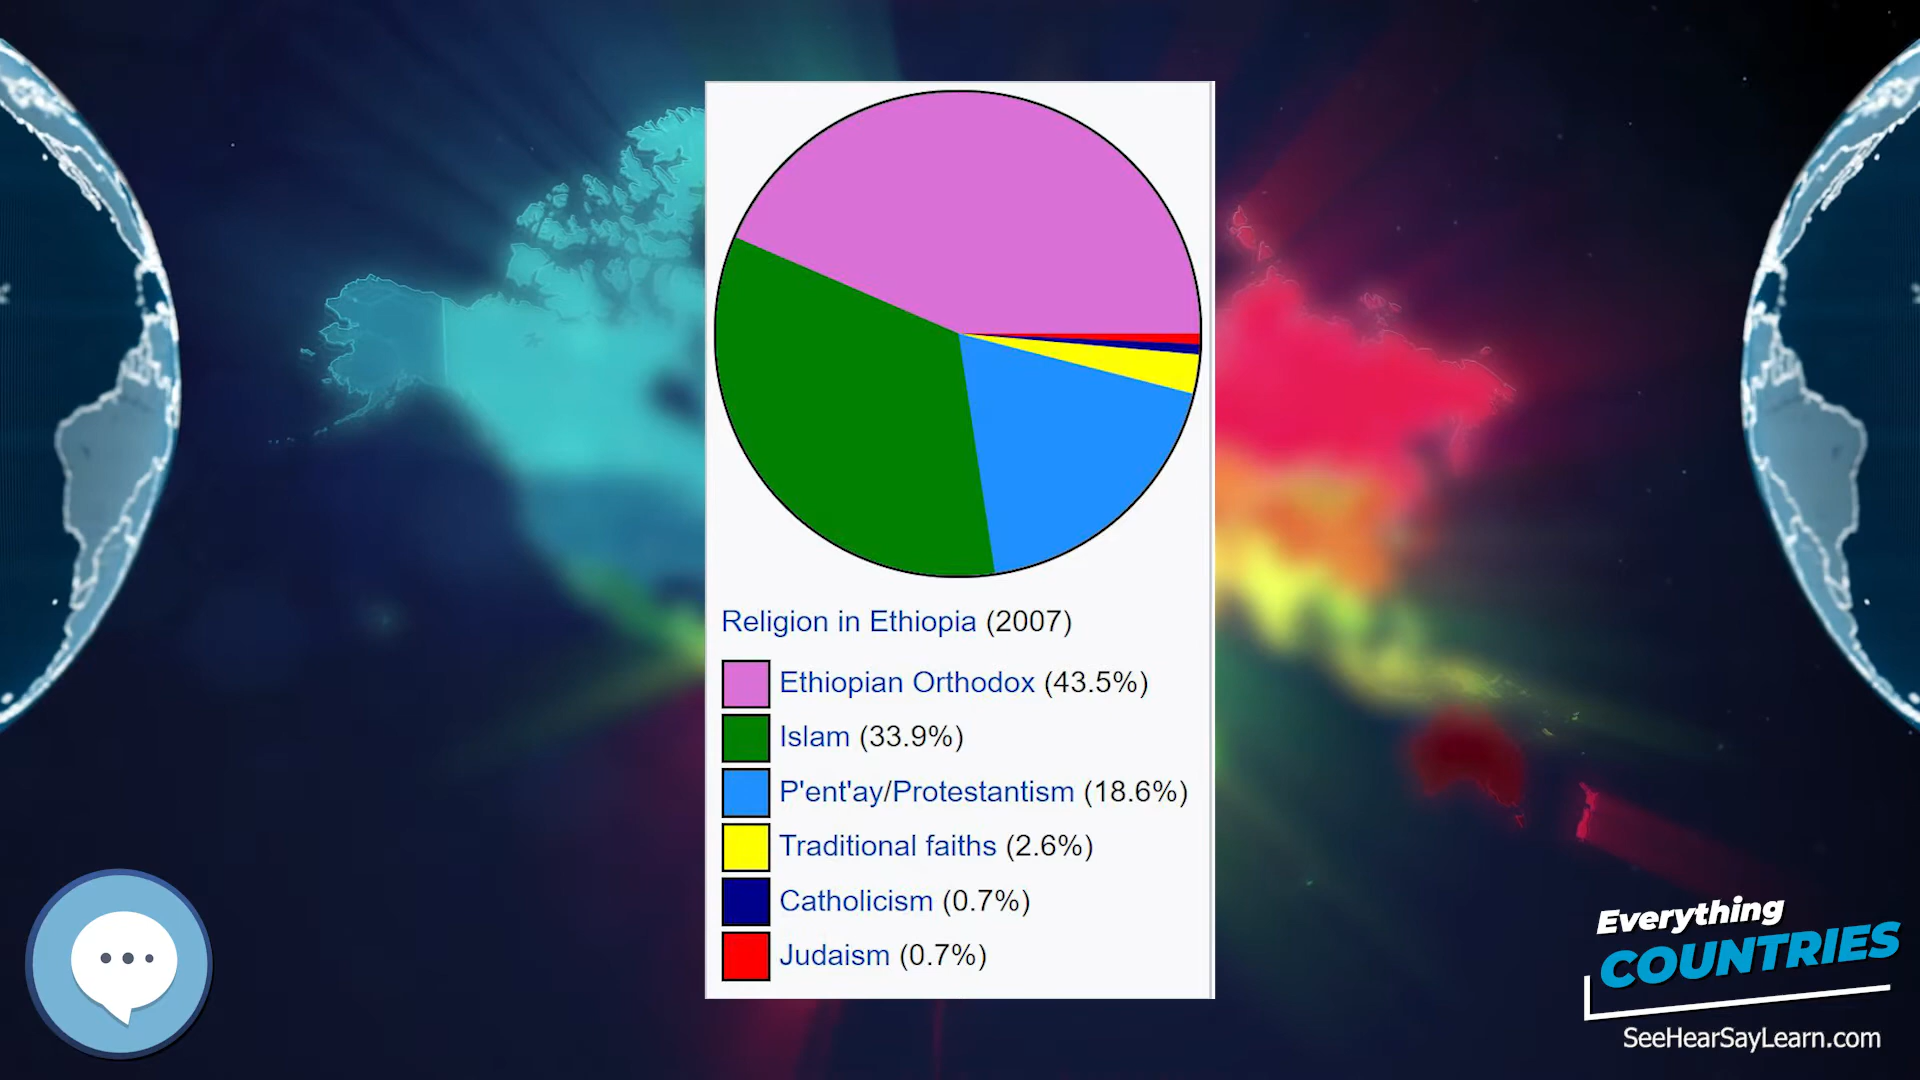 Religion in Ethiopia (2007)
Ethiopian Orthodox (43.5%)
Islam (33.9%)
P'ent'ay/Protestantism (18.6%)
Traditional faiths (2.6%)
Catholicism (0.7%)
Judaism (0.7%)
Everything
COUNTRIES
SeeHearSayLearn.com